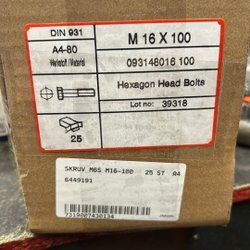 DIN 931
M 16 X 100
A4-80
Werkstoff / Material
093148016 100
Hexagon Head Bolts
Lot no: 39318
25
SKRUV M6S M16-100 25 ST A4
6449191
7319007430134